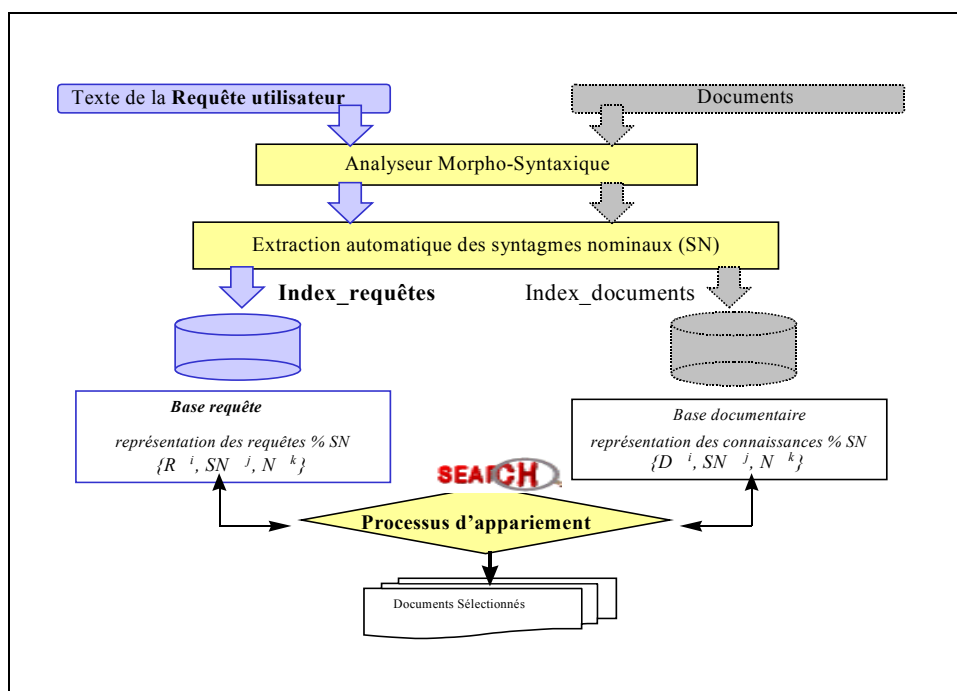 Texte de la Requête utilisateur
Documents
Analyseur Morpho-Syntaxique
Extraction automatique des syntagmes nominaux (SN)
Index_requêtes
Index_documents
Base requête
représentation des requêtes % SN
{R i, SN j, N k}
Base documentaire
représentation des connaissances % SN
{D i, SN j, N k}
SEARCH
Processus d'appariement
Documents Sélectionnés